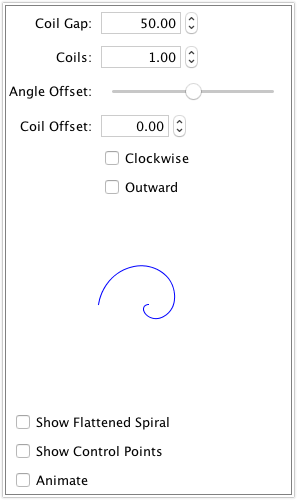 Coil Gap: 50.00
Coils: 1.00
Angle Offset:
Coil Offset: 0.00
Clockwise
Outward
Show Flattened Spiral
Show Control Points
Animate